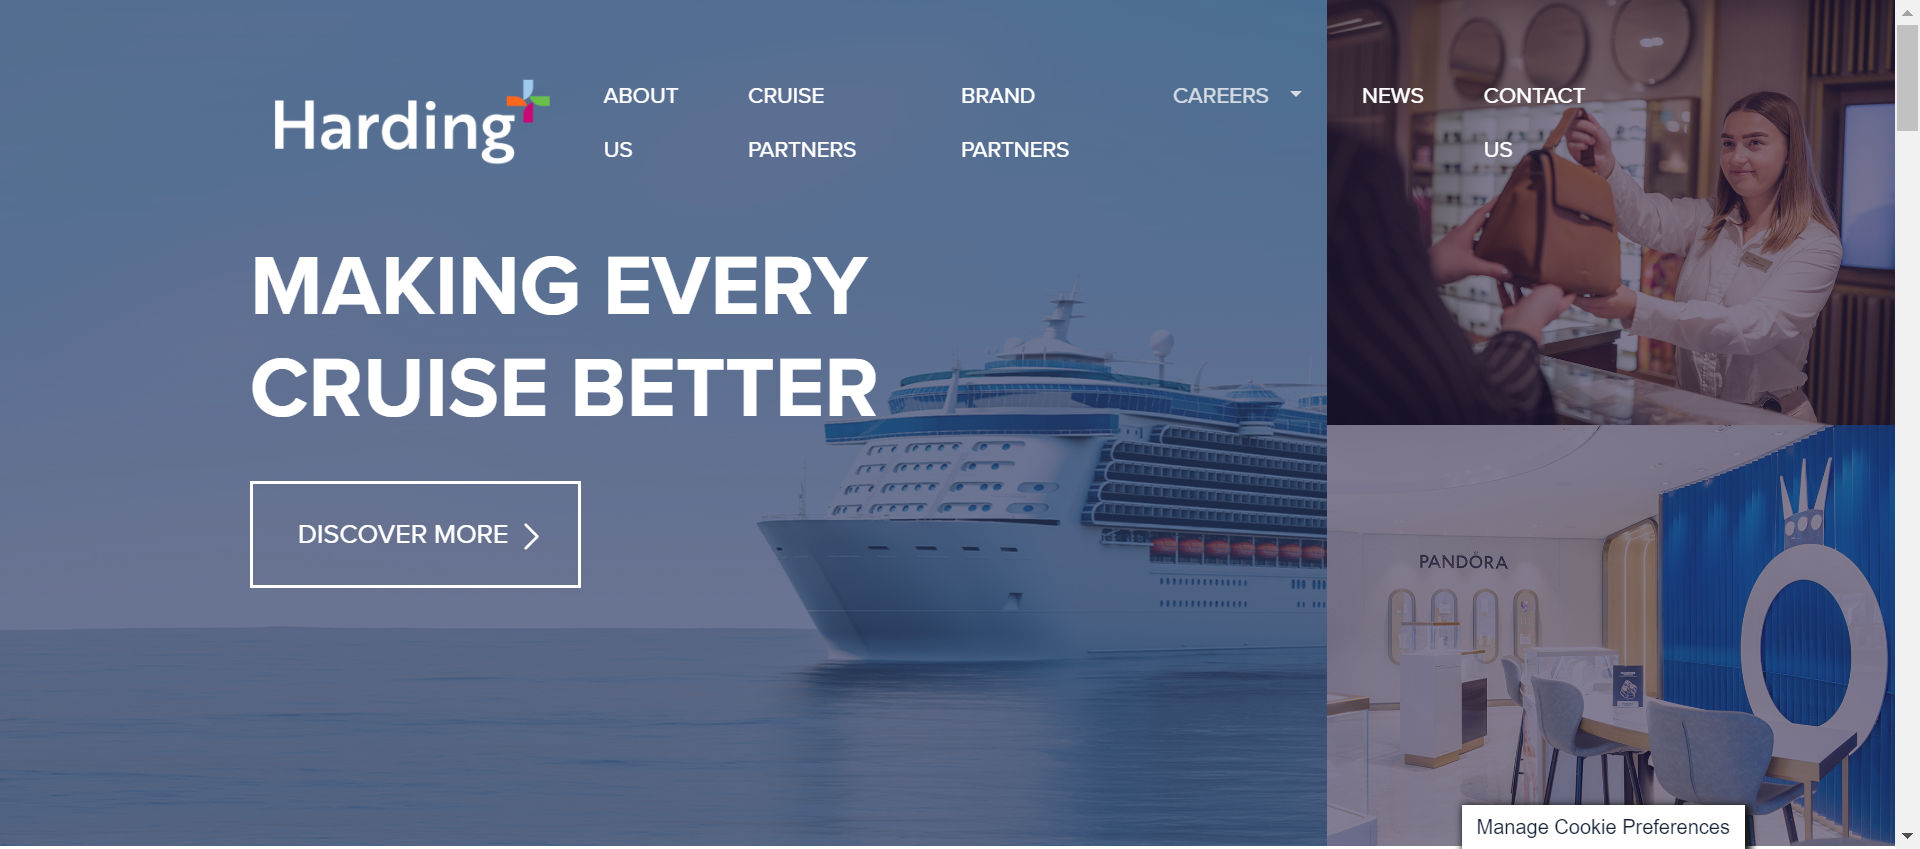 Harding
ABOUT
US
CRUISE
PARTNERS
BRAND
PARTNERS
CAREERS
NEWS
CONTACT
US
MAKING EVERY
CRUISE BETTER
DISCOVER MORE
PANDÖRA
Manage Cookie Preferences